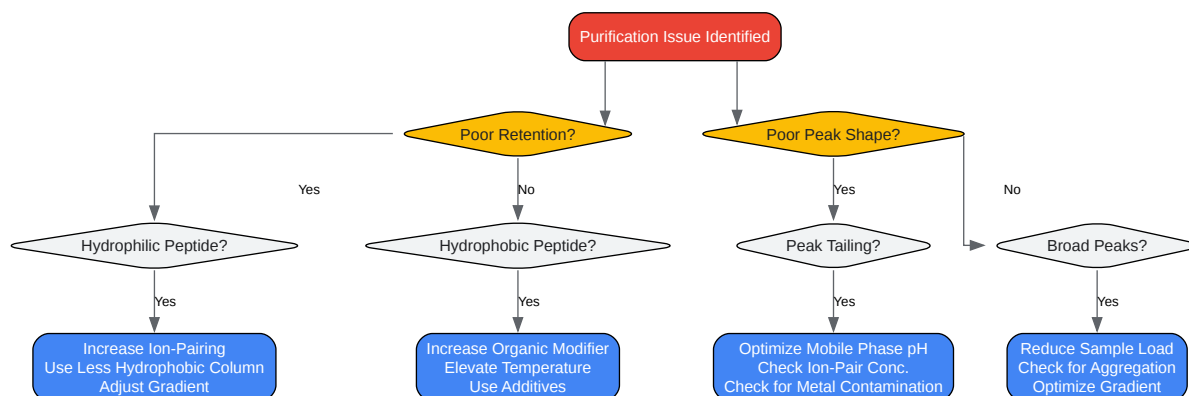 Purification Issue Identified
Poor Retention?
Poor Peak Shape?
Yes
No
Yes
No
Hydrophilic Peptide?
Hydrophobic Peptide?
Peak Tailing?
Broad Peaks?
Yes
Yes
Yes
Yes
Increase Ion-Pairing
Use Less Hydrophobic Column
Adjust Gradient
Increase Organic Modifier
Elevate Temperature
Use Additives
Optimize Mobile Phase pH
Check Ion-Pair Conc.
Check for Metal Contamination
Reduce Sample Load
Check for Aggregation
Optimize Gradient